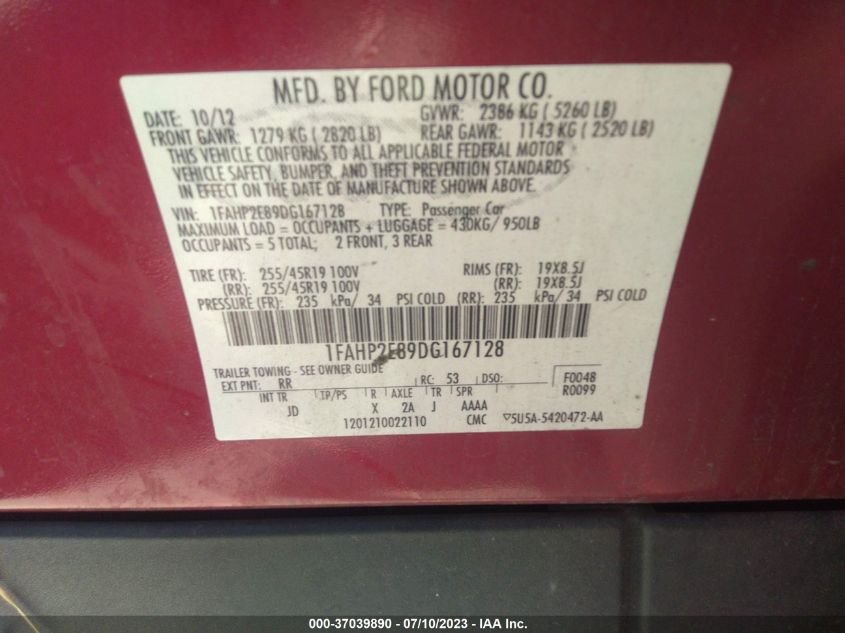 MFD. BY FORD MOTOR CO.
DATE: 10/12 GVWR: 2386 KG ( 5260 LB)
FRONT GAWR: 1279 KG ( 2820 LB) REAR GAWR: 1143 KG ( 2520 LB)
THIS VEHICLE CONFORMS TO ALL APPLICABLE FEDERAL MOTOR
VEHICLE SAFETY, BUMPER, AND THEFT PREVENTION STANDARDS
IN EFFECT ON THE DATE OF MANUFACTURE SHOWN ABOVE.
VIN: 1FAHP2E89DG167128 TYPE: Passenger Car
MAXIMUM LOAD = OCCUPANTS + LUGGAGE = 430KG/ 950LB
OCCUPANTS = 5 TOTAL; 2 FRONT, 3 REAR
TIRE (FR): 255/45R19 100V RIMS (FR): 19X8.5J
(RR): 255/45R19 100V (RR): 19X8.5J
PRESSURE (FR): 235 kPa/ 34 PSI COLD (RR): 235 kPa/ 34 PSI COLD
1FAHP2E89DG167128
TRAILER TOWING - SEE OWNER GUIDE
EXT PNT: RR RC: 53 DSO: F0048
INT TR TP/PS R AXLE TR SPR R0099
JD X 2A J AAAA
1201210022110 CMC ▽5U5A-5420472-AA
000-37039890 - 07/10/2023 - IAA Inc.